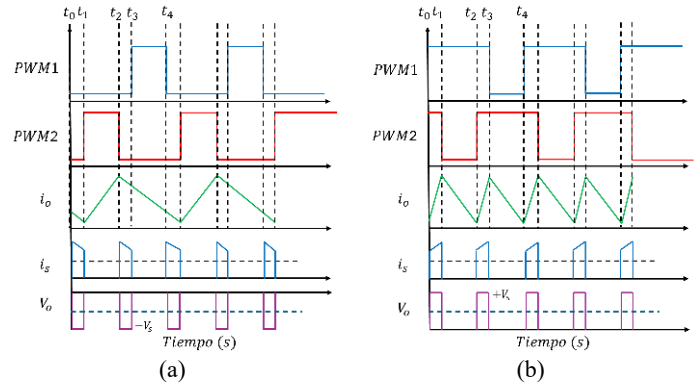 t₀ t₁ t₂ t₃ t₄
PWM1
PWM2
iₒ
iₛ
Vₒ
−Vₛ
Tiempo (s)
(a)
t₀ t₁ t₂ t₃ t₄
PWM1
PWM2
iₒ
iₛ
Vₒ
+Vₛ
Tiempo (s)
(b)